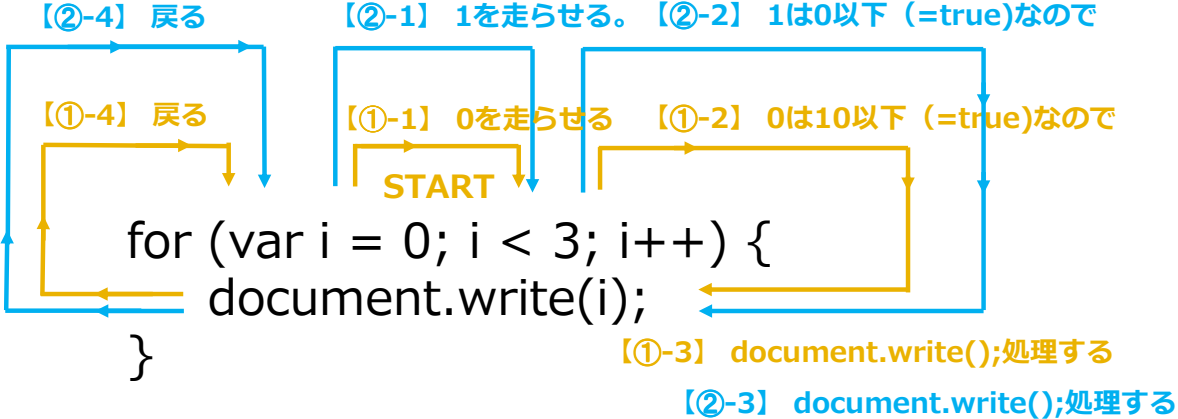 【②-4】 戻る 【②-1】 1を走らせる。 【②-2】 1は0以下（=true)なので
【①-4】 戻る 【①-1】 0を走らせる 【①-2】 0は10以下（=true)なので
START
for (var i = 0; i < 3; i++) {
document.write(i);
}
【①-3】 document.write();処理する
【②-3】 document.write();処理する